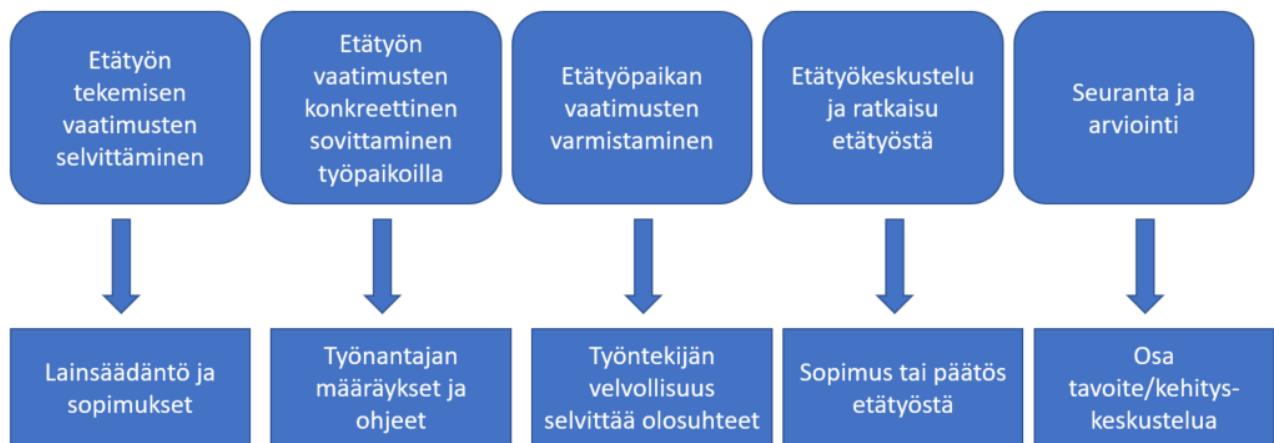 Etätyön
tekemisen
vaatimusten
selvittäminen
Etätyön
vaatimusten
konkreettinen
sovittaminen
työpaikoilla
Etätyöpaikan
vaatimusten
varmistaminen
Etätyökeskustelu
ja ratkaisu
etätyöstä
Seuranta ja
arviointi
Lainsäädäntö ja
sopimukset
Työnantajan
määräykset ja
ohjeet
Työntekijän
velvollisuus
selvittää olosuhteet
Sopimus tai päätös
etätyöstä
Osa
tavoite/kehitys-
keskustelua